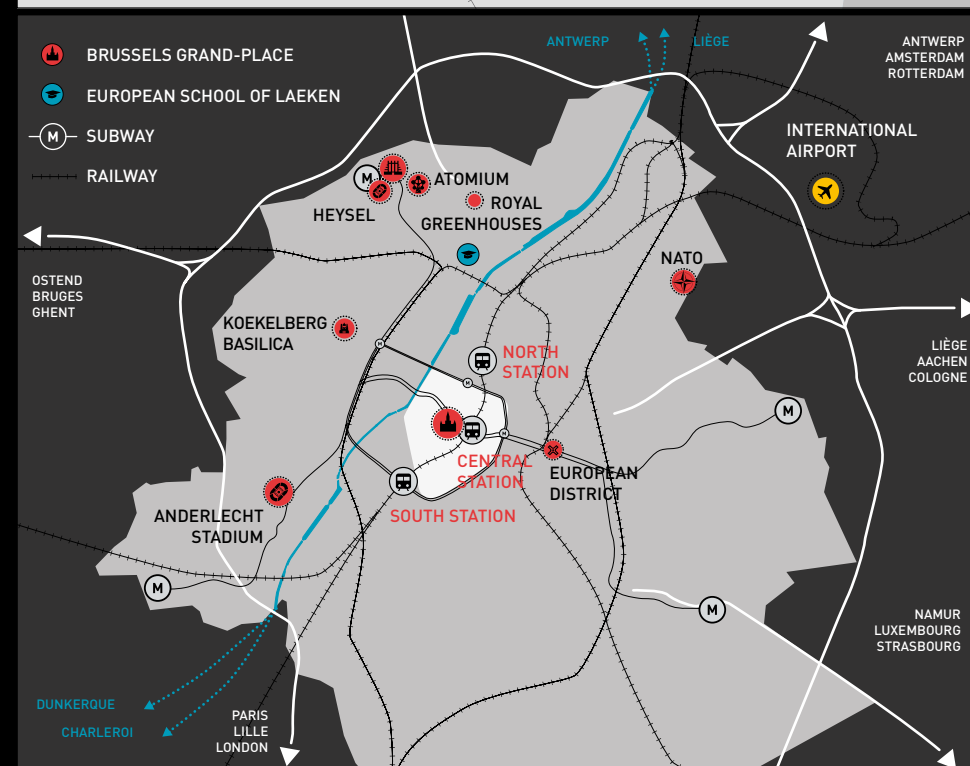 BRUSSELS GRAND-PLACE
EUROPEAN SCHOOL OF LAEKEN
M SUBWAY
RAILWAY
ANTWERP
LIÈGE
ANTWERP
AMSTERDAM
ROTTERDAM
INTERNATIONAL
AIRPORT
M
ATOMIUM
HEYSEL
ROYAL
GREENHOUSES
NATO
OSTEND
BRUGES
GHENT
KOEKELBERG
BASILICA
M
NORTH
STATION
M
LIÈGE
AACHEN
COLOGNE
M
M
CENTRAL
STATION
EUROPEAN
DISTRICT
SOUTH STATION
ANDERLECHT
STADIUM
M
M
NAMUR
LUXEMBOURG
STRASBOURG
DUNKERQUE
CHARLEROI
PARIS
LILLE
LONDON